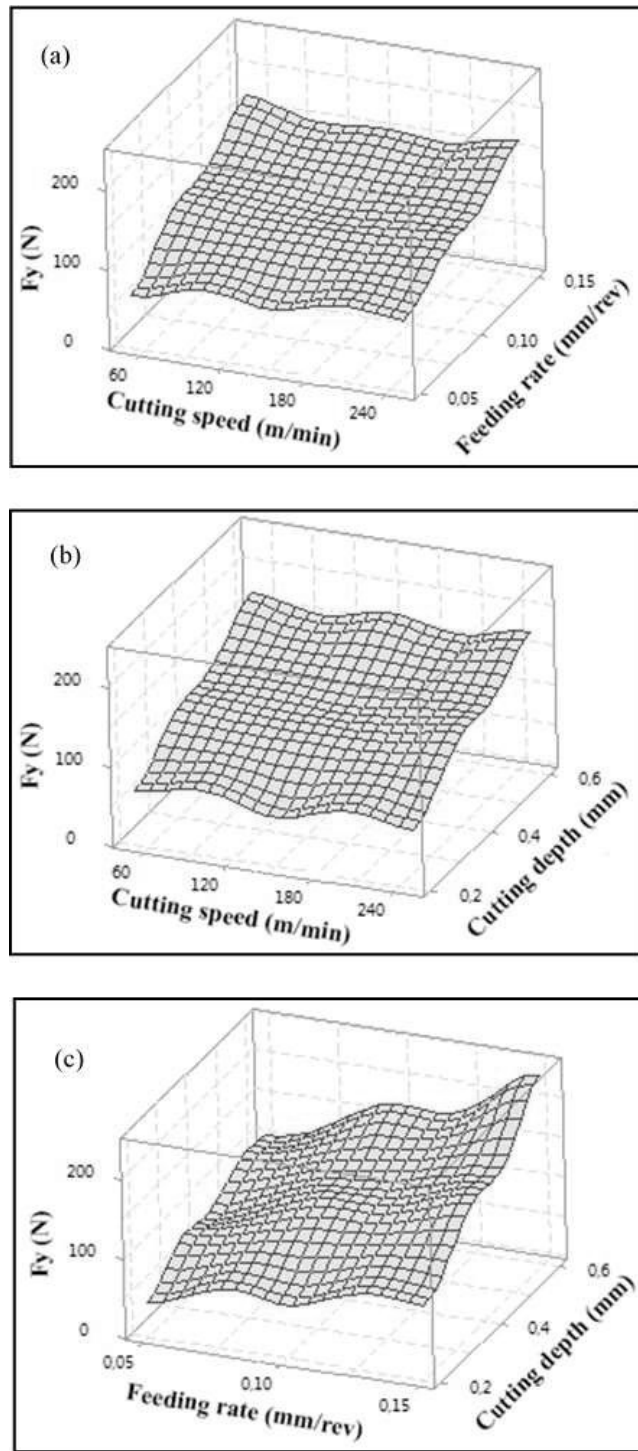 (a)
200
100
0
Fy (N)
60
120
180
240
Cutting speed (m/min)
0,05
0,10
0,15
Feeding rate (mm/rev)
(b)
200
100
0
Fy (N)
60
120
180
240
Cutting speed (m/min)
0,2
0,4
0,6
Cutting depth (mm)
(c)
200
100
0
Fy (N)
0,05
0,10
0,15
Feeding rate (mm/rev)
0,2
0,4
0,6
Cutting depth (mm)